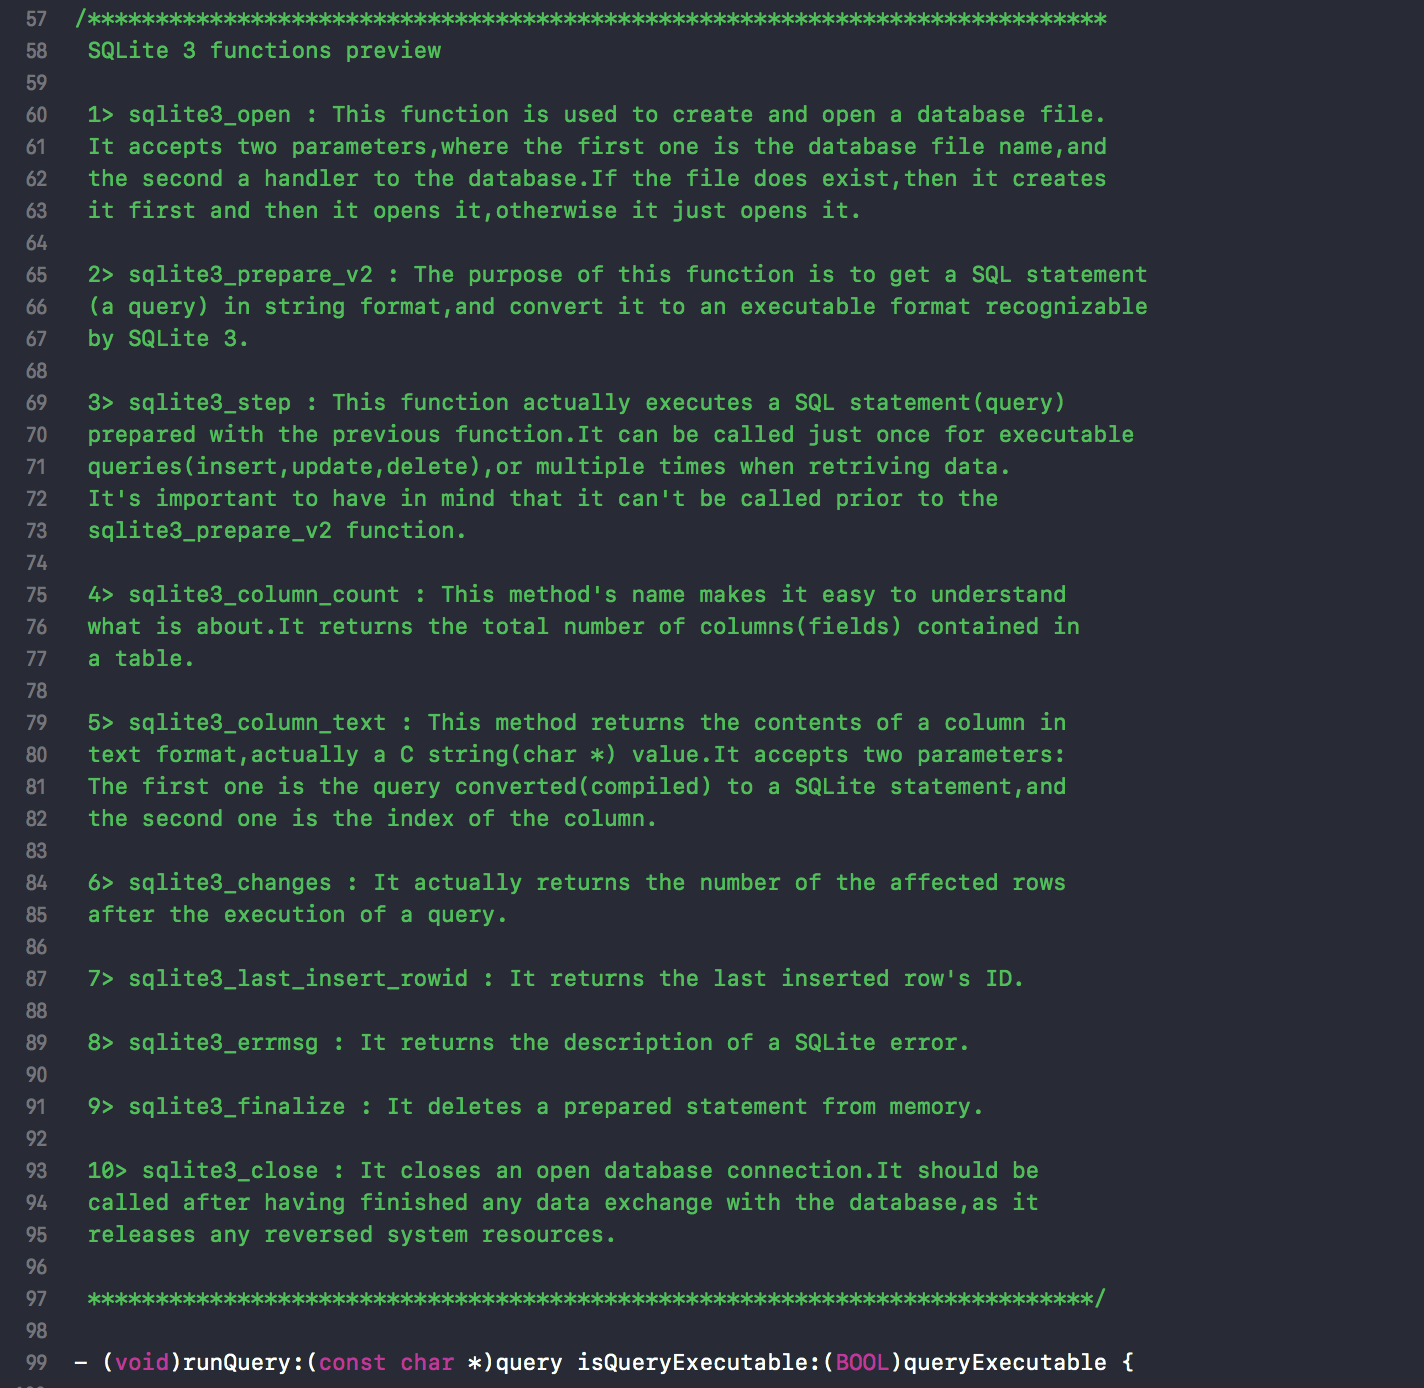 57 /***************************************************************************
58 SQLite 3 functions preview
59
60 1> sqlite3_open : This function is used to create and open a database file.
61 It accepts two parameters,where the first one is the database file name,and
62 the second a handler to the database.If the file does exist,then it creates
63 it first and then it opens it,otherwise it just opens it.
64
65 2> sqlite3_prepare_v2 : The purpose of this function is to get a SQL statement
66 (a query) in string format,and convert it to an executable format recognizable
67 by SQLite 3.
68
69 3> sqlite3_step : This function actually executes a SQL statement(query)
70 prepared with the previous function.It can be called just once for executable
71 queries(insert,update,delete),or multiple times when retriving data.
72 It's important to have in mind that it can't be called prior to the
73 sqlite3_prepare_v2 function.
74
75 4> sqlite3_column_count : This method's name makes it easy to understand
76 what is about.It returns the total number of columns(fields) contained in
77 a table.
78
79 5> sqlite3_column_text : This method returns the contents of a column in
80 text format,actually a C string(char *) value.It accepts two parameters:
81 The first one is the query converted(compiled) to a SQLite statement,and
82 the second one is the index of the column.
83
84 6> sqlite3_changes : It actually returns the number of the affected rows
85 after the execution of a query.
86
87 7> sqlite3_last_insert_rowid : It returns the last inserted row's ID.
88
89 8> sqlite3_errmsg : It returns the description of a SQLite error.
90
91 9> sqlite3_finalize : It deletes a prepared statement from memory.
92
93 10> sqlite3_close : It closes an open database connection.It should be
94 called after having finished any data exchange with the database,as it
95 releases any reversed system resources.
96
97 **************************************************************************/
98
99 - (void)runQuery:(const char *)query isQueryExecutable:(BOOL)queryExecutable {